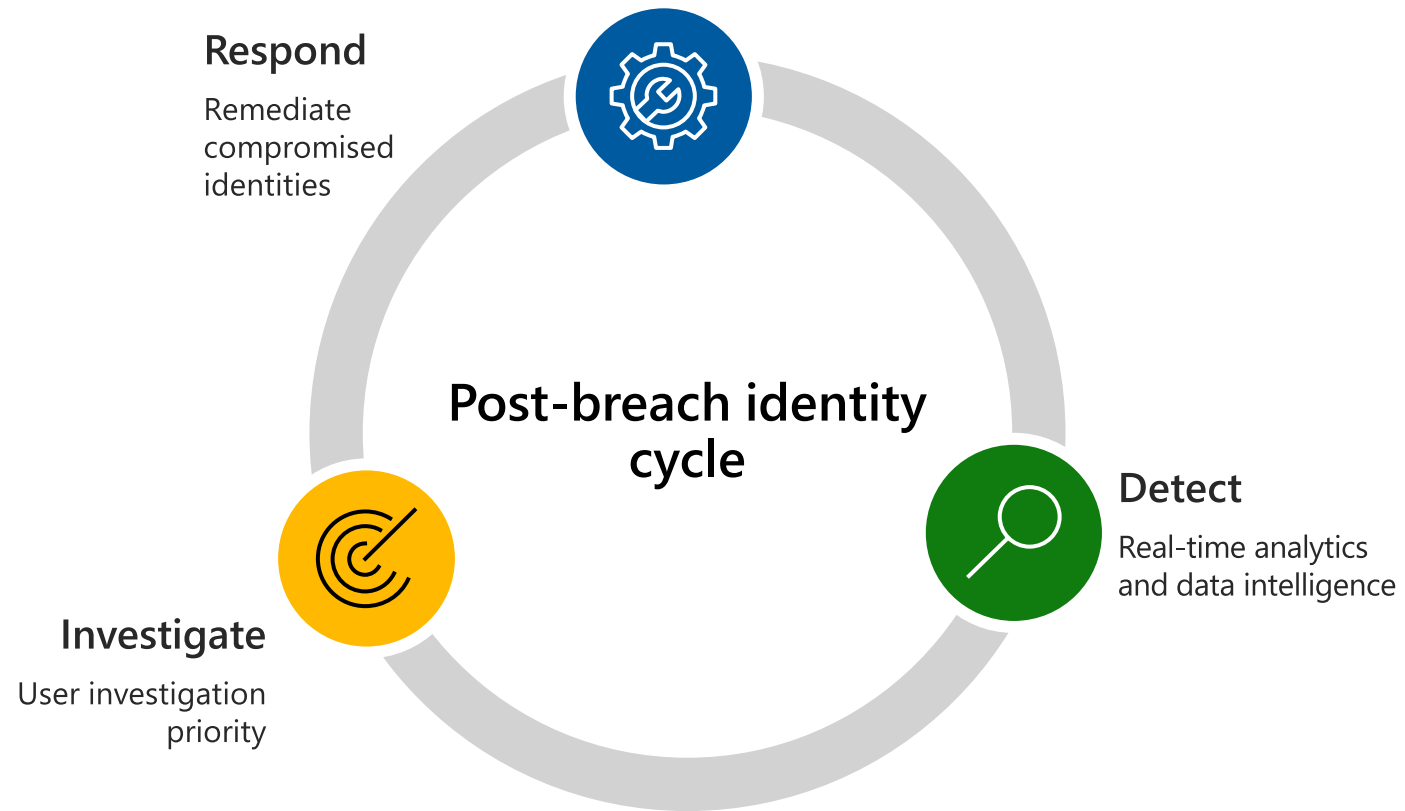 Respond
Remediate
compromised
identities
Post-breach identity
cycle
Detect
Real-time analytics
and data intelligence
Investigate
User investigation
priority